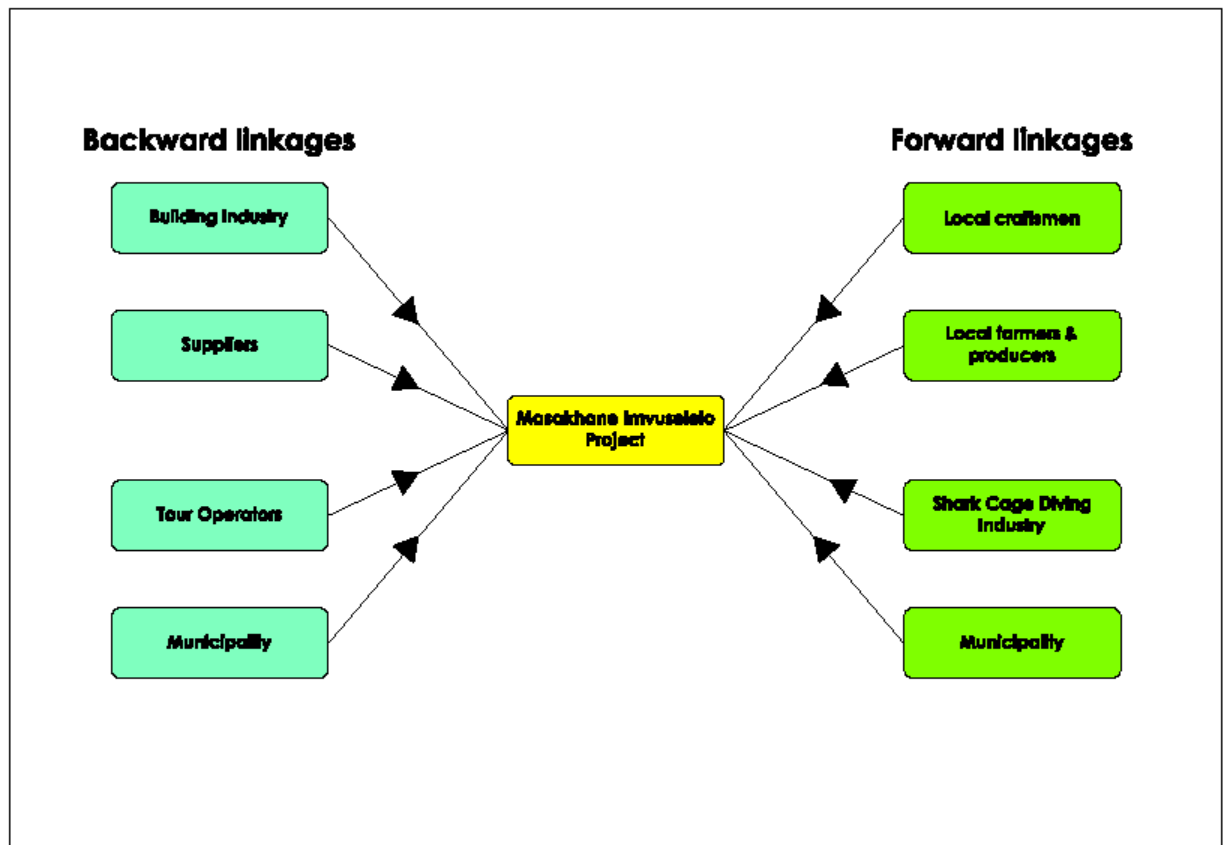 Backward linkages
Building Industry
Suppliers
Tour Operators
Municipality
Masakhane Imvuselelo
Project
Forward linkages
Local craftsmen
Local farmers &
producers
Shark Cage Diving
Industry
Municipality